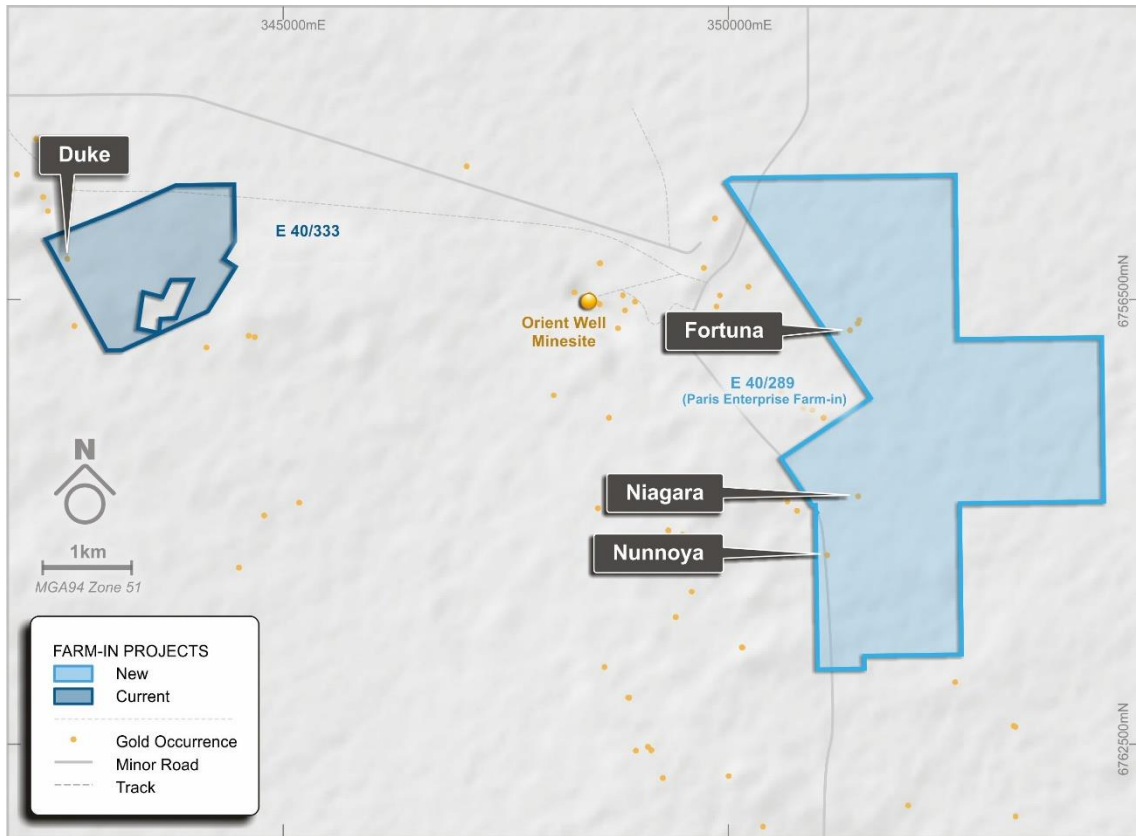 345000mE
350000mE
Duke
E 40/333
6756500mN
Orient Well
Minesite
Fortuna
E 40/289
(Paris Enterprise Farm-in)
Niagara
Nunnoya
N
1km
MGA94 Zone 51
6762500mN
FARM-IN PROJECTS
New
Current
Gold Occurrence
Minor Road
Track